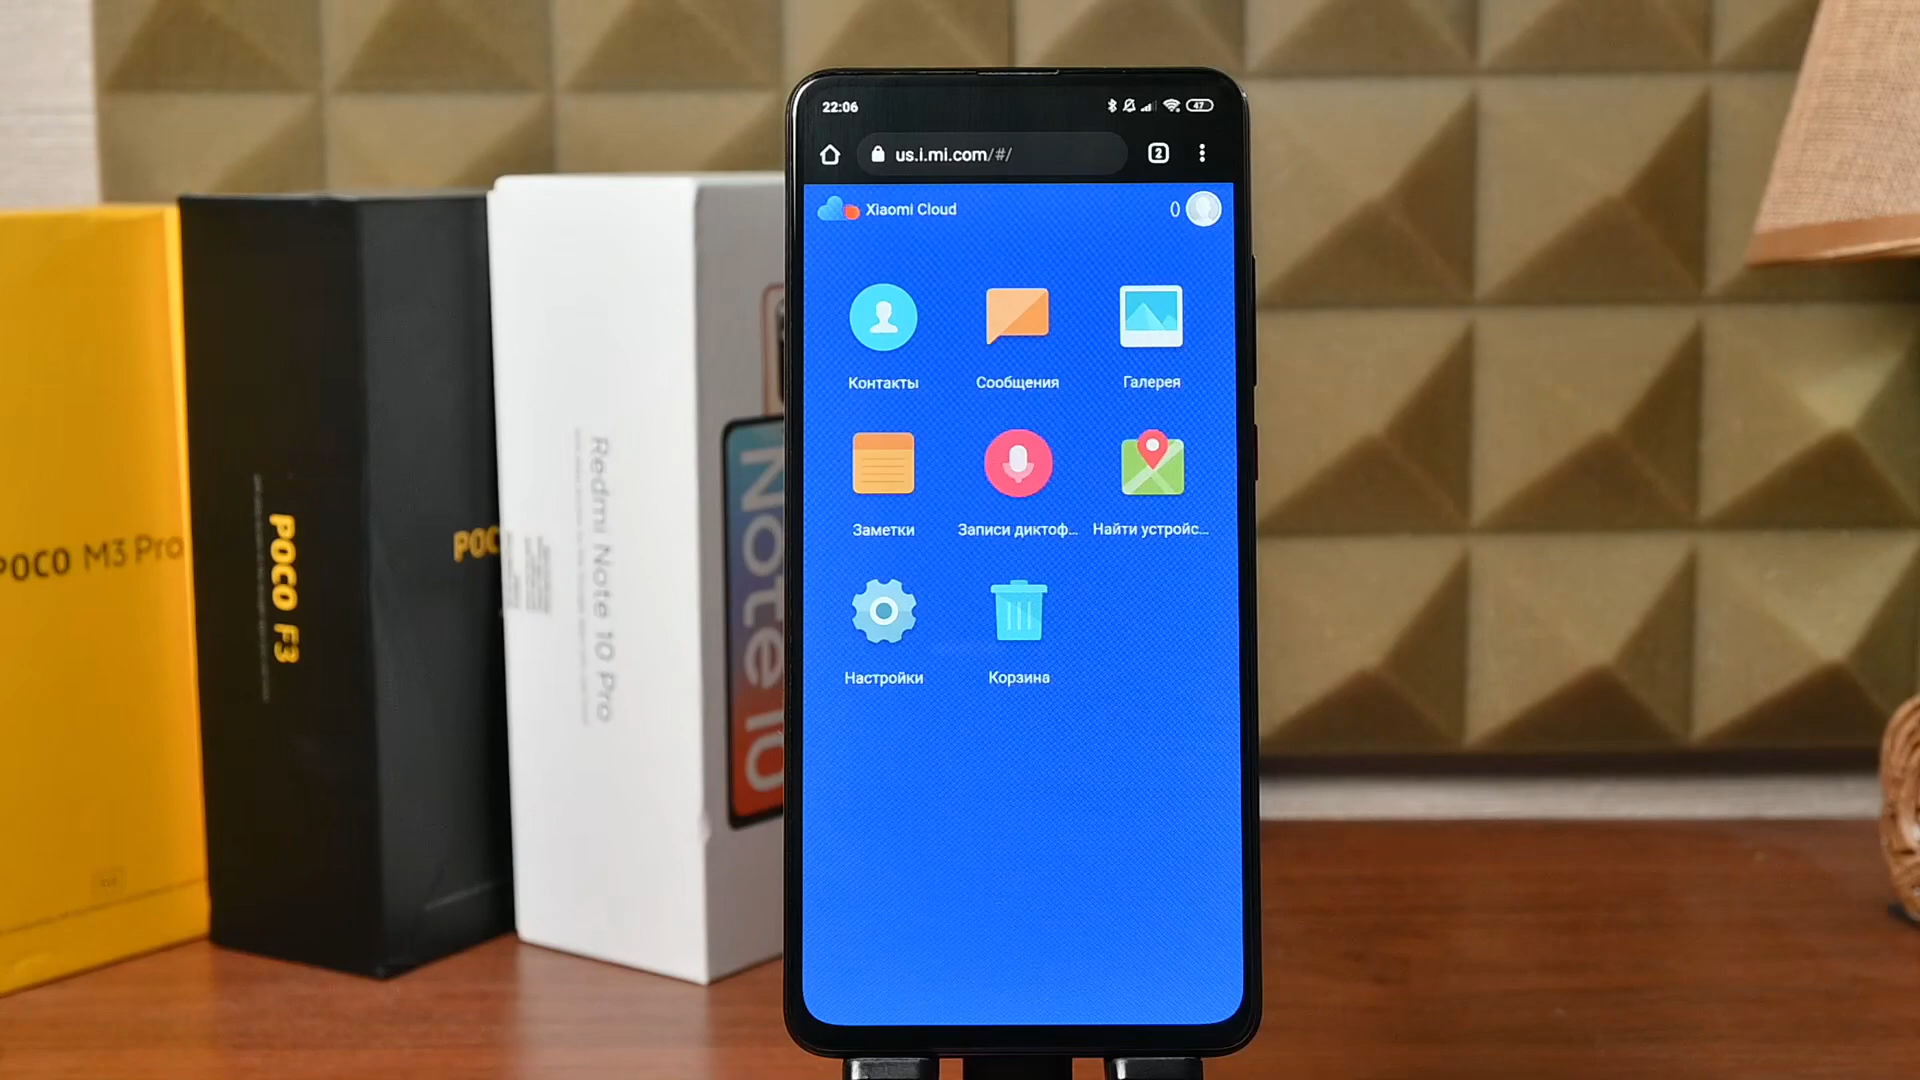 22:06
47
us.i.mi.com/#/
2
Xiaomi Cloud
0
Контакты
Сообщения
Галерея
Заметки
Записи диктоф...
Найти устройс...
Настройки
Корзина
POCO M3 Pro
POCO F3
POC
Redmi Note 10 Pro
Note 10